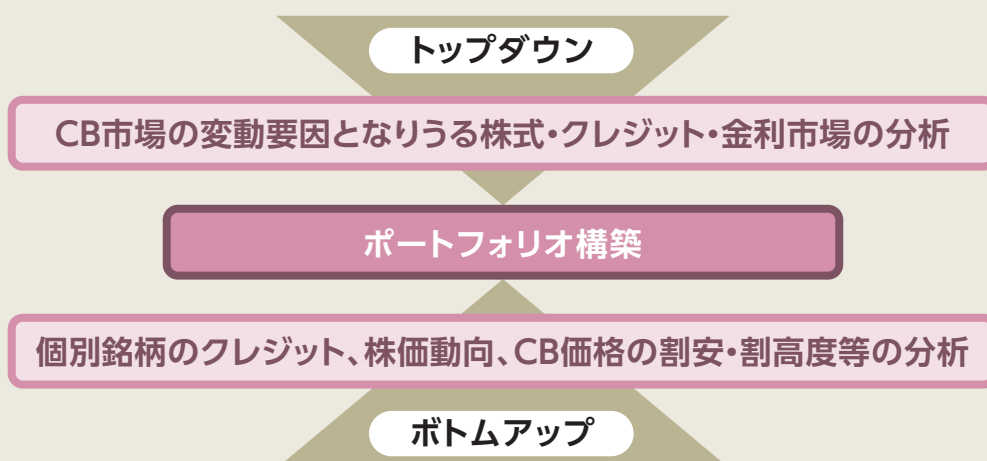 トップダウン
CB市場の変動要因となりうる株式・クレジット・金利市場の分析
ポートフォリオ構築
個別銘柄のクレジット、株価動向、CB価格の割安・割高度等の分析
ボトムアップ